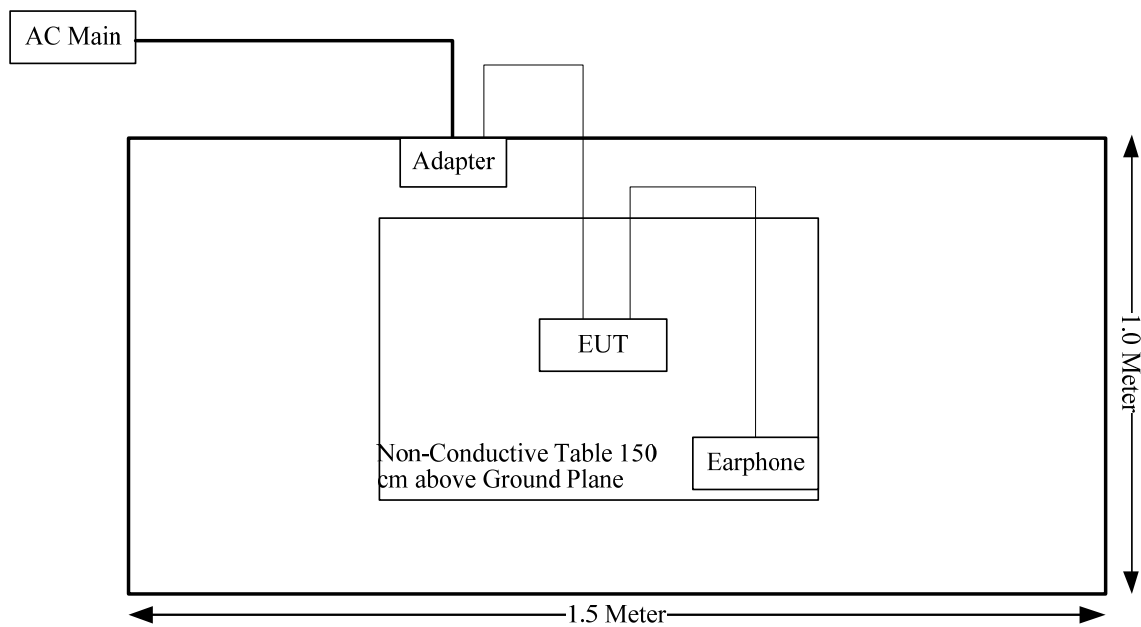 AC Main
Adapter
EUT
Non-Conductive Table 150
cm above Ground Plane
Earphone
1.0 Meter
1.5 Meter